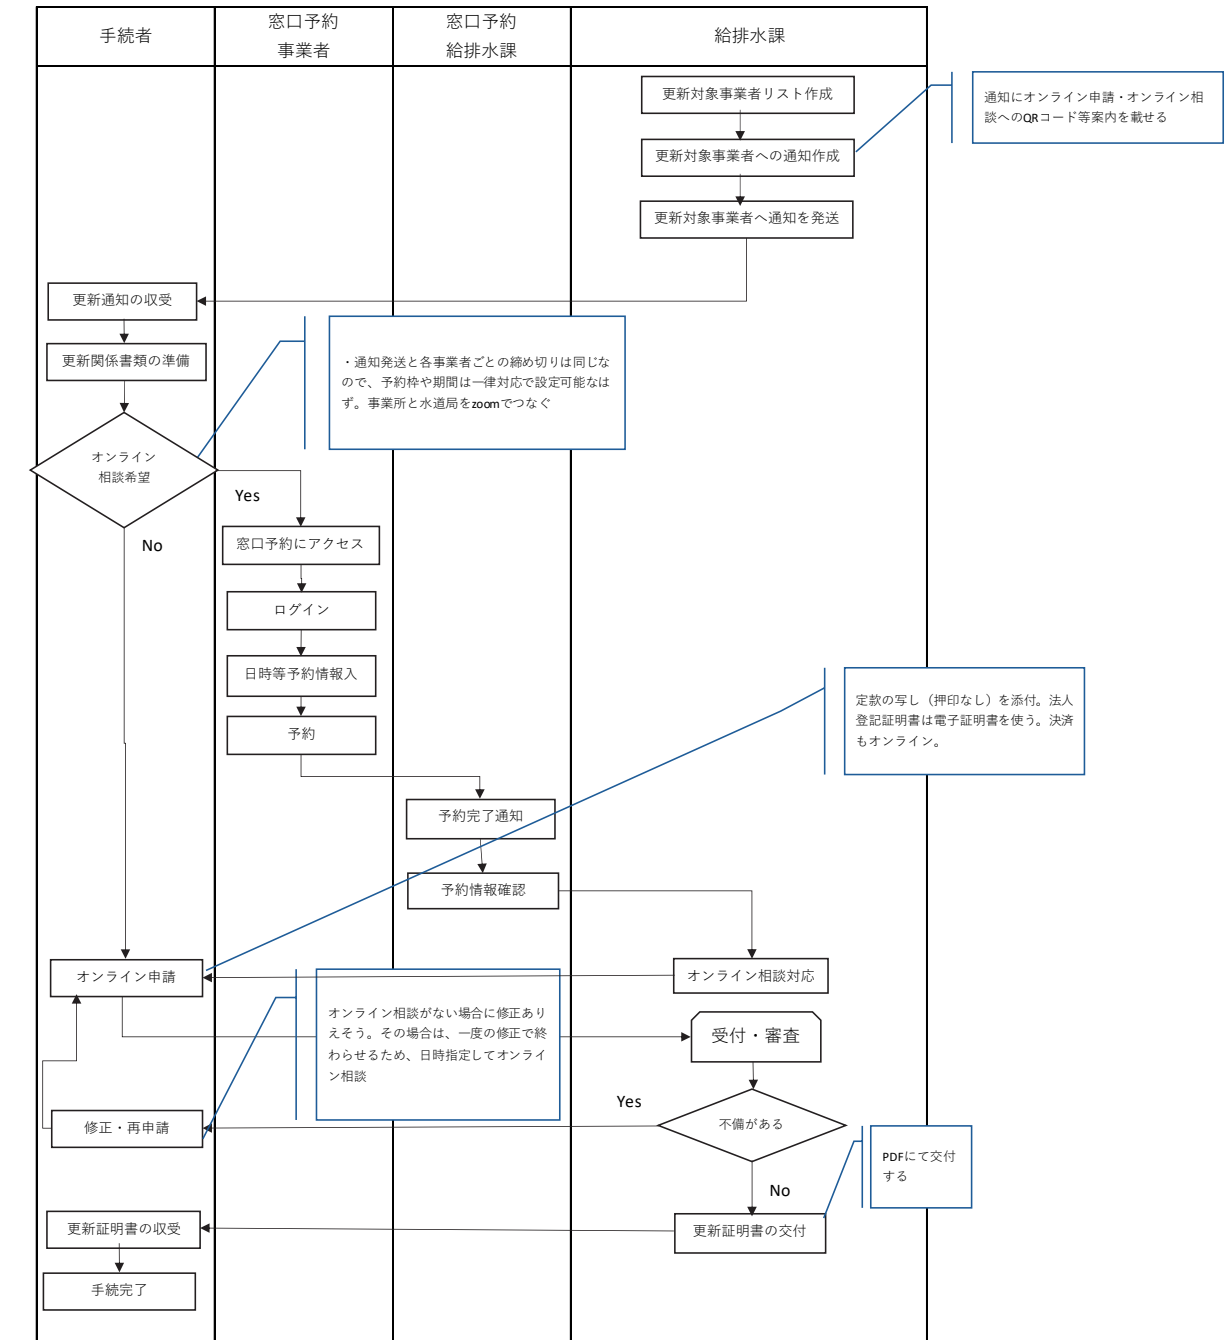 手続者
窓口予約
事業者
窓口予約
給排水課
給排水課
更新対象事業者リスト作成
通知にオンライン申請・オンライン相
談へのQRコード等案内を載せる
更新対象事業者への通知作成
更新対象事業者へ通知を発送
更新通知の収受
更新関係書類の準備
・通知発送と各事業者ごとの締め切りは同じな
ので、予約枠や期間は一律対応で設定可能なは
ず。事業所と水道局をzoomでつなぐ
オンライン
相談希望
Yes
No
窓口予約にアクセス
ログイン
日時等予約情報入
予約
定款の写し（押印なし）を添付。法人
登記証明書は電子証明書を使う。決済
もオンライン。
予約完了通知
予約情報確認
オンライン申請
オンライン相談対応
オンライン相談がない場合に修正あり
えそう。その場合は、一度の修正で終
わらせるため、日時指定してオンライ
ン相談
受付・審査
Yes
不備がある
修正・再申請
PDFにて交付
する
No
更新証明書の収受
更新証明書の交付
手続完了